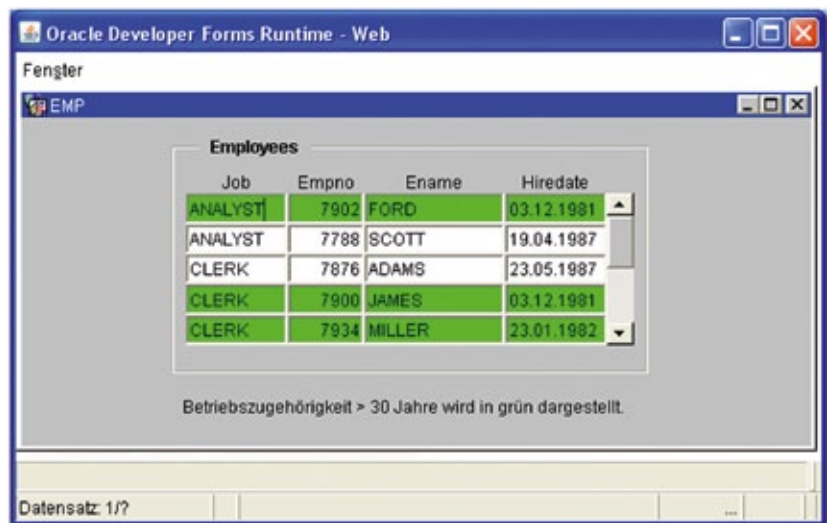 Oracle Developer Forms Runtime - Web
Fenster
EMP
Employees
Job Empno Ename Hiredate
ANALYST 7902 FORD 03.12.1981
ANALYST 7788 SCOTT 19.04.1987
CLERK 7876 ADAMS 23.05.1987
CLERK 7900 JAMES 03.12.1981
CLERK 7934 MILLER 23.01.1982
Betriebszugehörigkeit > 30 Jahre wird in grün dargestellt.
Datensatz: 1/? ...